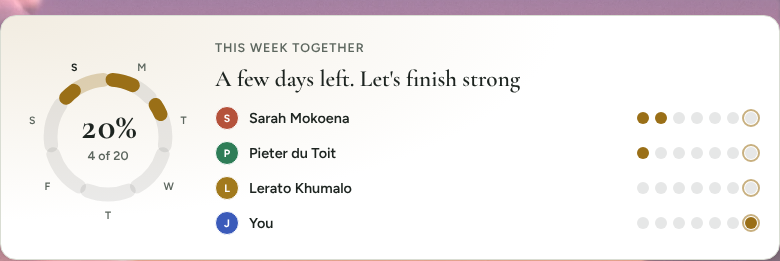 THIS WEEK TOGETHER
A few days left. Let's finish strong
S M
S T
20%
4 of 20
F W
T
S Sarah Mokoena
P Pieter du Toit
L Lerato Khumalo
J You